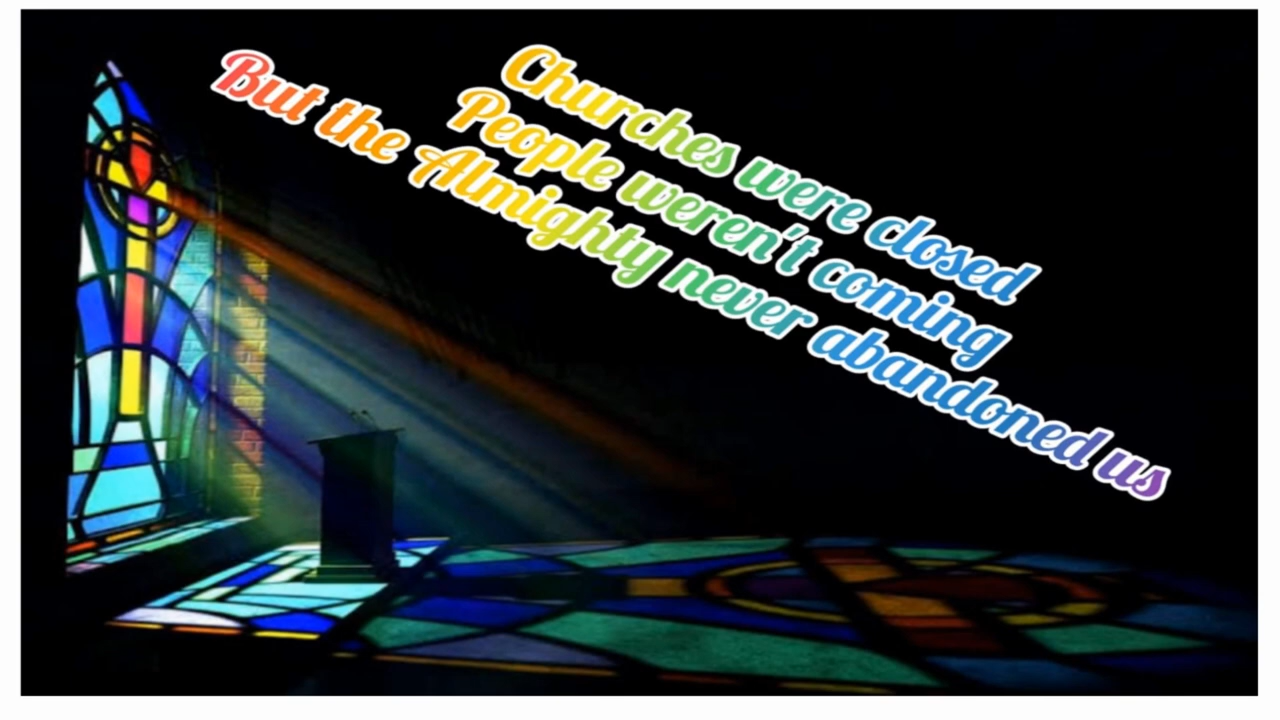 Churches were closed
People weren't coming
But the Almighty never abandoned us